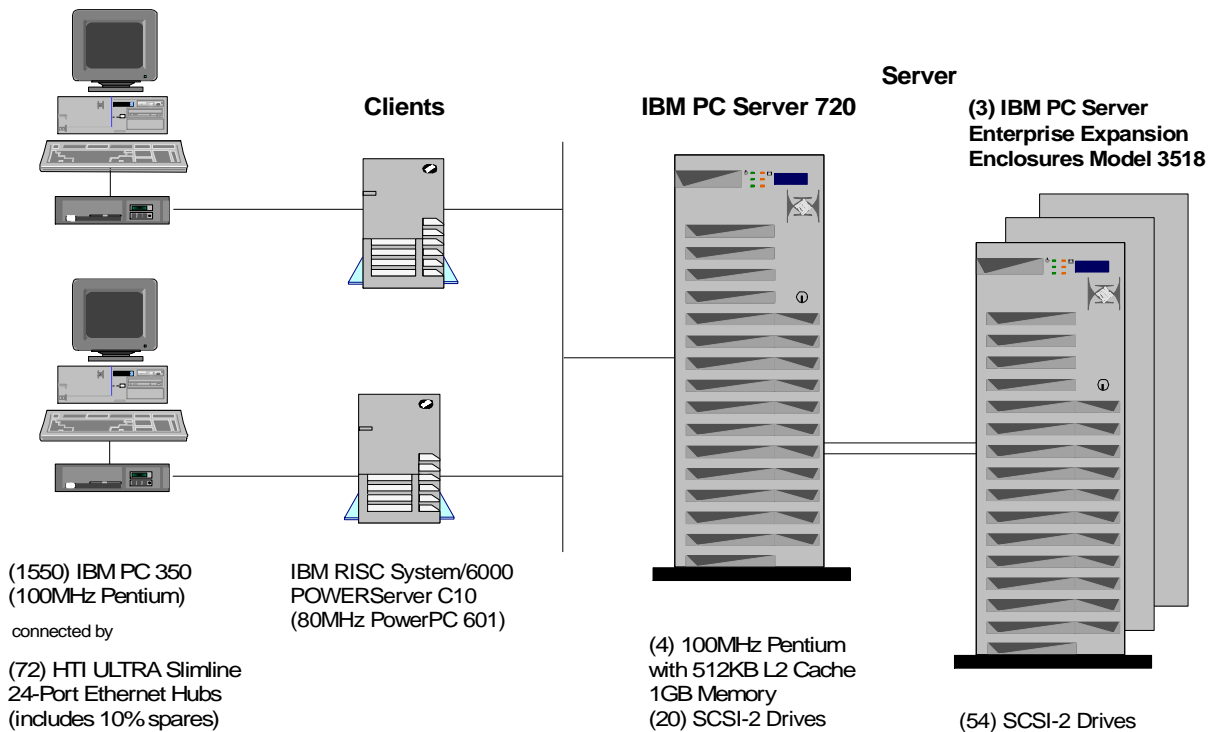 Server
Clients
IBM PC Server 720
(3) IBM PC Server
Enterprise Expansion
Enclosures Model 3518
(1550) IBM PC 350
(100MHz Pentium)
connected by
(72) HTI ULTRA Slimline
24-Port Ethernet Hubs
(includes 10% spares)
IBM RISC System/6000
POWERServer C10
(80MHz PowerPC 601)
(4) 100MHz Pentium
with 512KB L2 Cache
1GB Memory
(20) SCSI-2 Drives
(54) SCSI-2 Drives